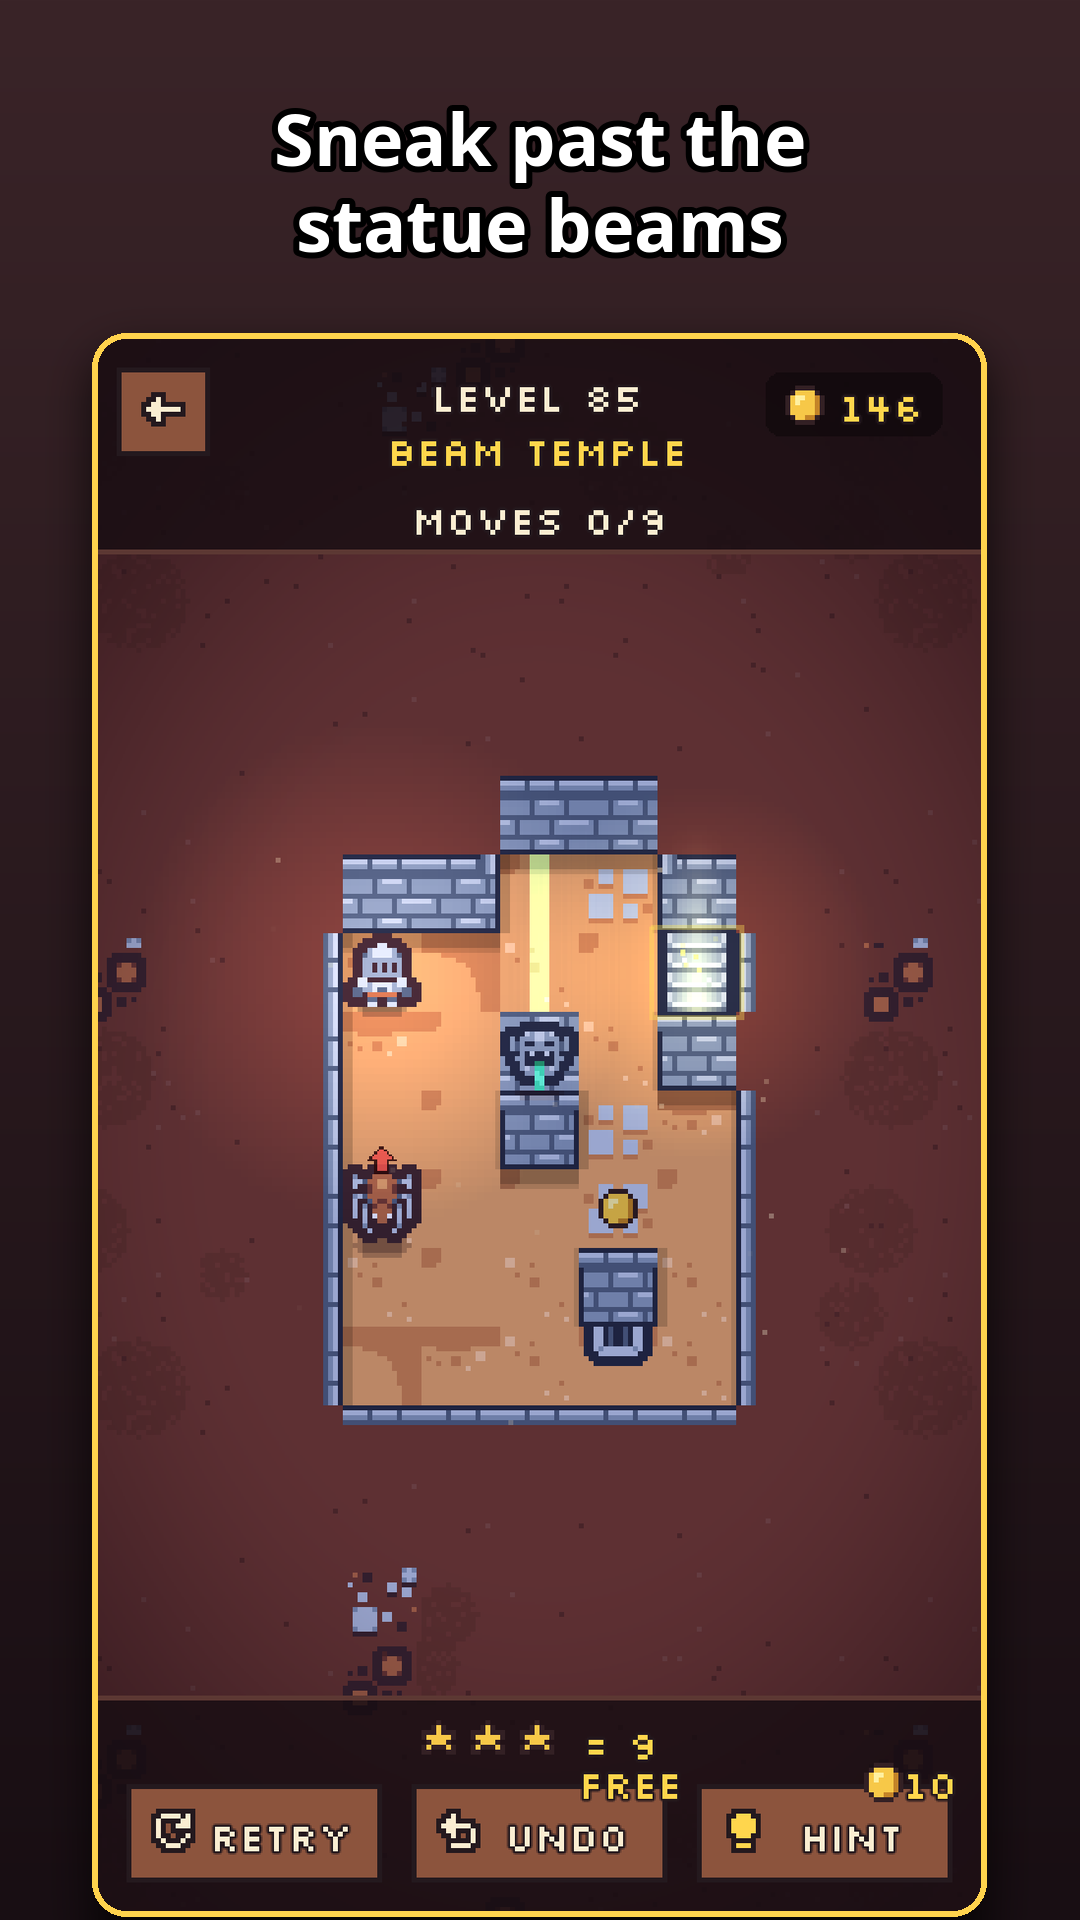 Sneak past the
statue beams
LEVEL 85
146
BEAM TEMPLE
MOVES 0/9
= 9
FREE
10
RETRY
UNDO
HINT